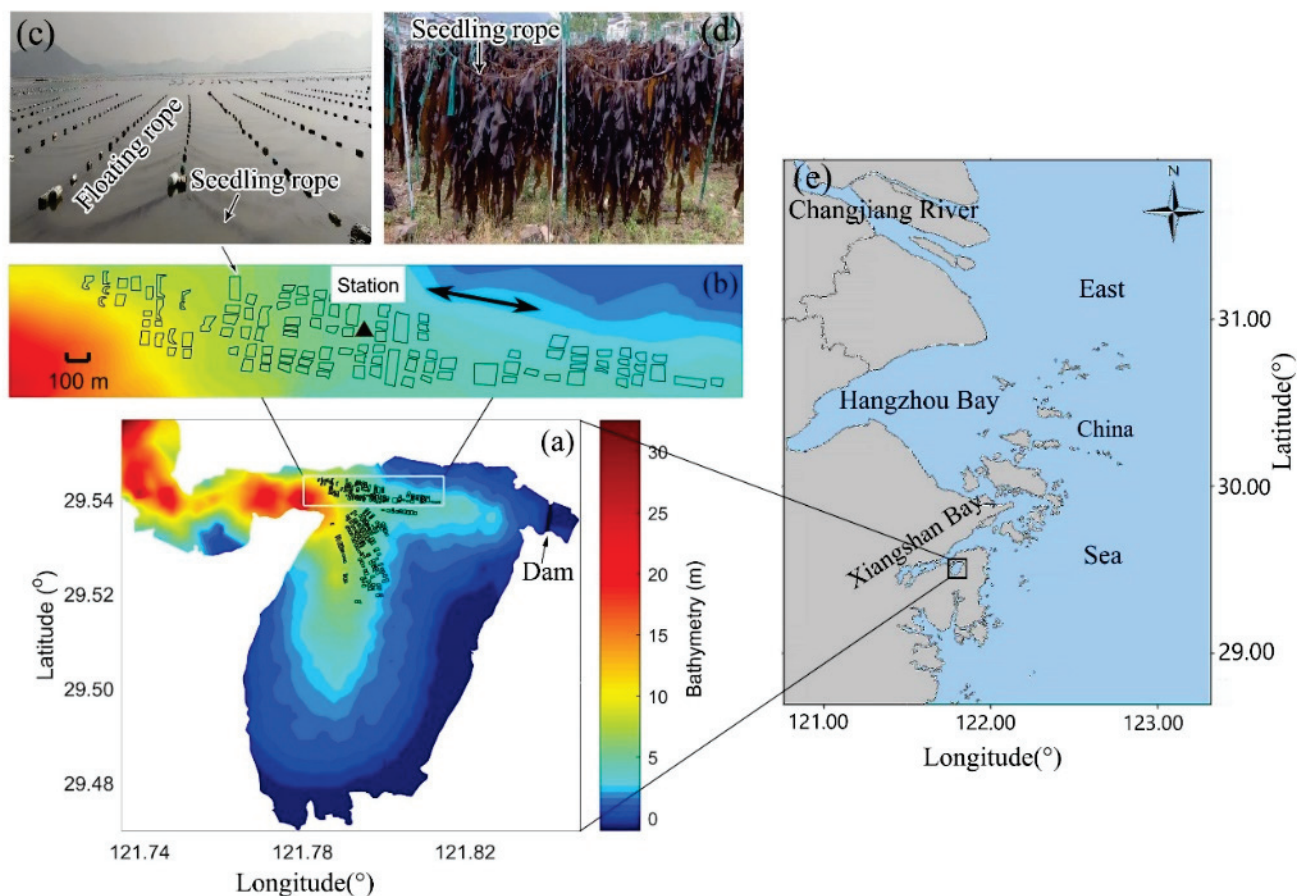 (c)
Floating rope
Seedling rope
Seedling rope
(d)
Station
(b)
100 m
(a)
29.54
29.52
29.50
29.48
Latitude (°)
121.74
121.78
121.82
Longitude(°)
Dam
30
25
20
15
10
5
0
Bathymetry (m)
(e)
N
Changjiang River
East
Hangzhou Bay
China
Xiangshan Bay
Sea
31.00
30.00
29.00
Latitude(°)
121.00
122.00
123.00
Longitude(°)